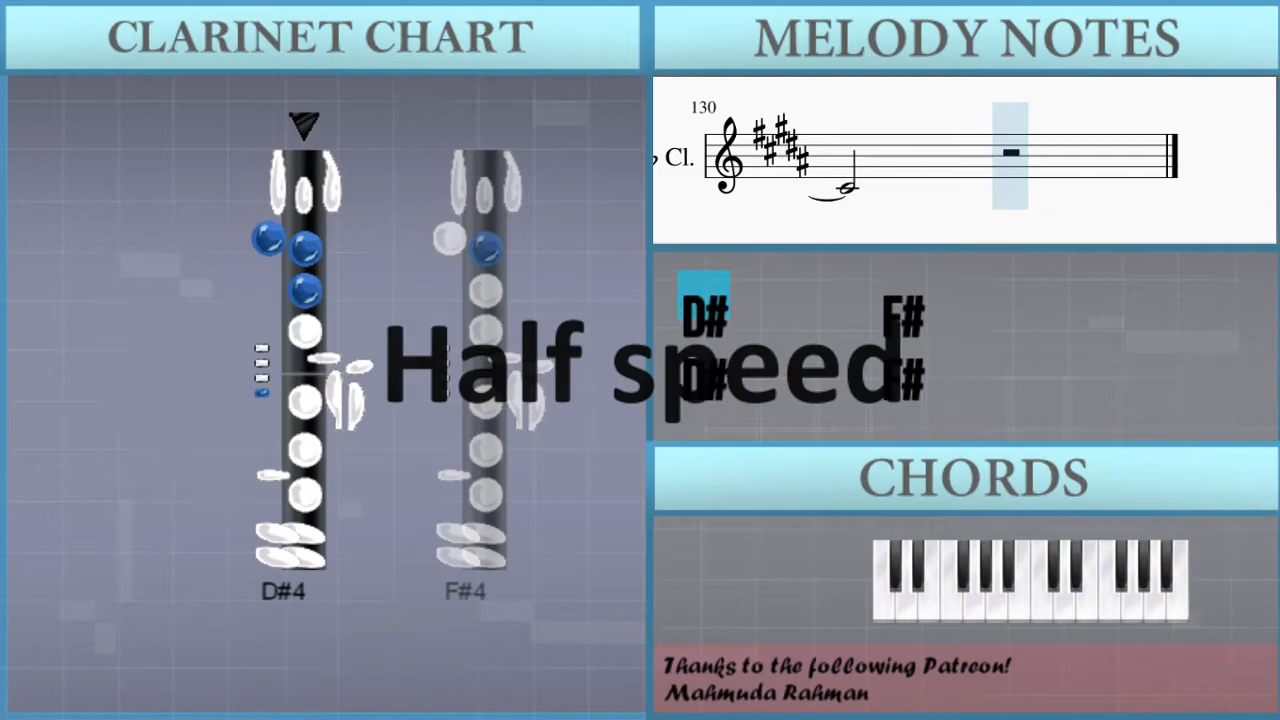 CLARINET CHART
MELODY NOTES
130
♭ Cl.
D# F#
D# F#
Half speed
CHORDS
D#4 F#4
Thanks to the following Patreon!
Mahmuda Rahman